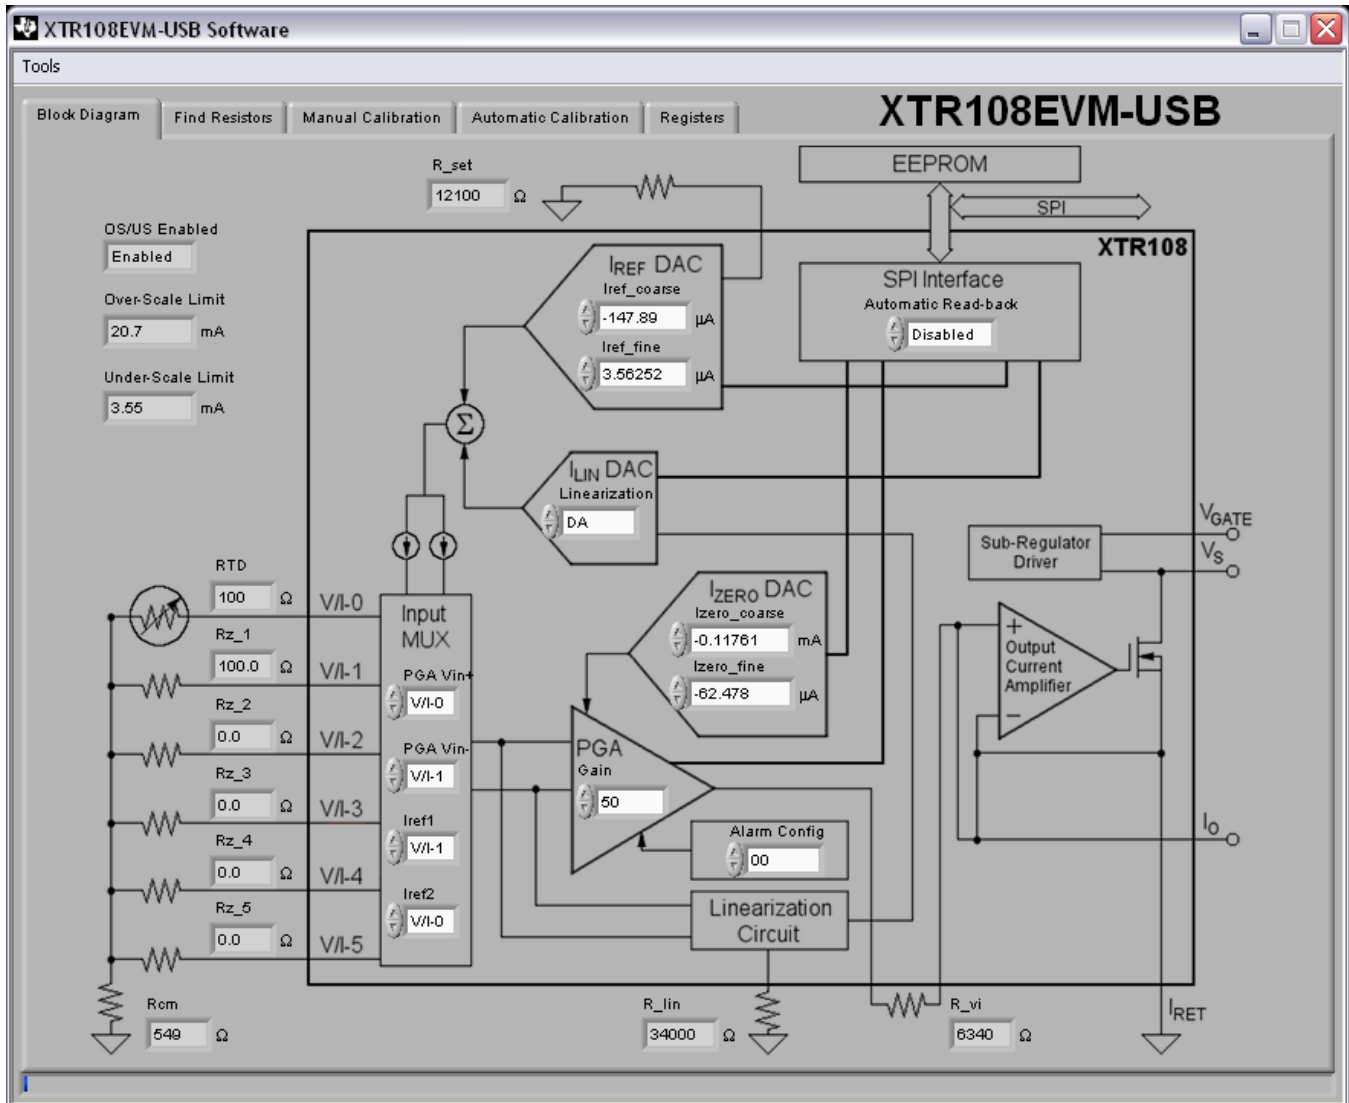 XTR108EVM-USB Software
Tools
Block Diagram
Find Resistors
Manual Calibration
Automatic Calibration
Registers
XTR108EVM-USB
R_set
12100 Ω
EEPROM
SPI
OS/US Enabled
Enabled
Over-Scale Limit
20.7 mA
Under-Scale Limit
3.55 mA
XTR108
IREF DAC
Iref_coarse
-147.89 µA
Iref_fine
3.56252 µA
SPI Interface
Automatic Read-back
Disabled
Σ
ILIN DAC
Linearization
DA
VGATE
VS
Sub-Regulator
Driver
RTD
100 Ω
V/I-0
Rz_1
100.0 Ω
V/I-1
Rz_2
0.0 Ω
V/I-2
Rz_3
0.0 Ω
V/I-3
Rz_4
0.0 Ω
V/I-4
Rz_5
0.0 Ω
V/I-5
Input
MUX
PGA Vin+
V/I-0
PGA Vin-
V/I-1
Iref1
V/I-1
Iref2
V/I-0
IZERO DAC
Izero_coarse
-0.11761 mA
Izero_fine
-62.478 µA
PGA
Gain
50
+
Output
Current
Amplifier
−
Alarm Config
00
IO
Linearization
Circuit
Rcm
549 Ω
R_lin
34000 Ω
R_vi
6340 Ω
IRET